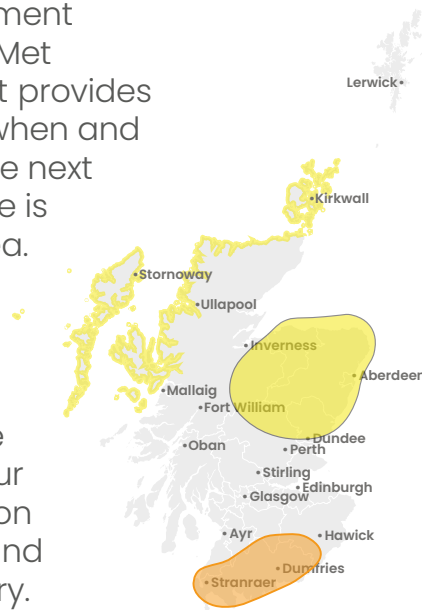 ment
Met
t provides
when and
e next
e is
ea.
e
ur
on
nd
ry.
Lerwick
Kirkwall
Stornoway
Ullapool
Inverness
Aberdeen
Mallaig
Fort William
Dundee
Oban
Perth
Stirling
Edinburgh
Glasgow
Ayr
Hawick
Dumfries
Stranraer